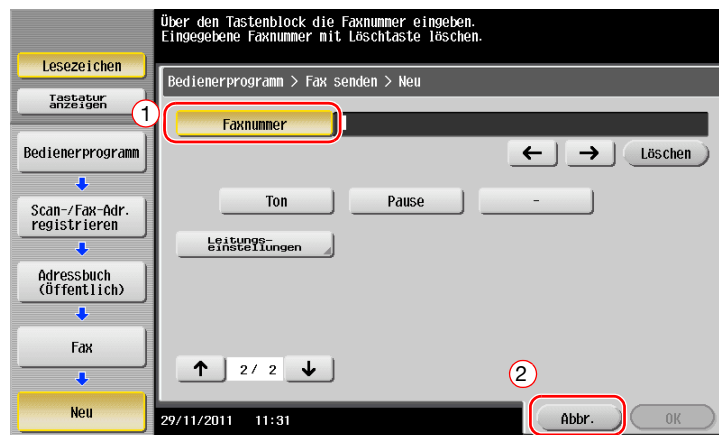 Über den Tastenblock die Faxnummer eingeben.
Eingegebene Faxnummer mit Löschtaste löschen.
Lesezeichen
Tastatur
anzeigen
Bedienerprogramm
Scan-/Fax-Adr.
registrieren
Adressbuch
(Öffentlich)
Fax
Neu
Bedienerprogramm > Fax senden > Neu
1
Faxnummer
← → Löschen
Ton Pause -
Leitungs-
einstellungen
↑ 2/ 2 ↓
2
29/11/2011 11:31 Abbr. OK